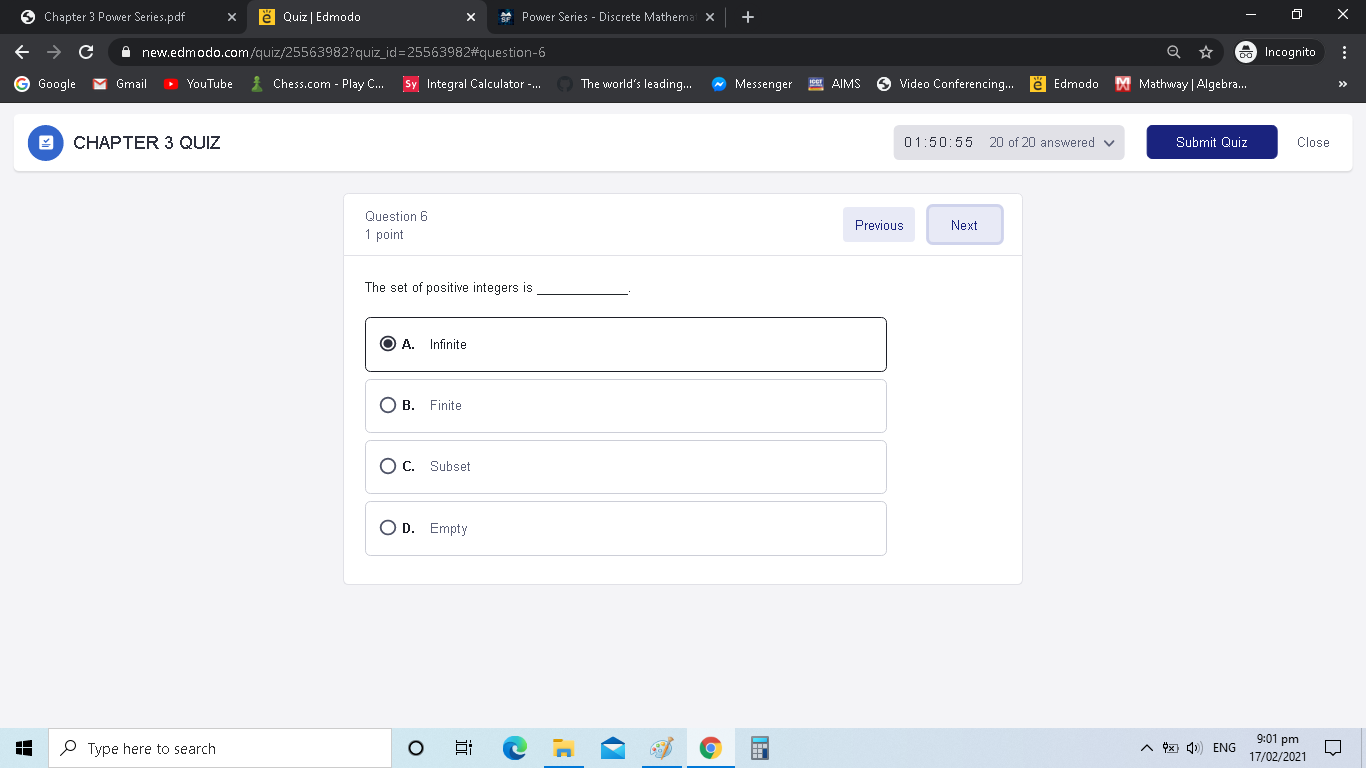 Chapter 3 Power Series.pdf
Quiz | Edmodo
Power Series - Discrete Mathema
new.edmodo.com/quiz/25563982?quiz_id=25563982#question-6
Incognito
Google
Gmail
YouTube
Chess.com - Play C...
Sy
Integral Calculator -...
The world's leading...
Messenger
AIMS
Video Conferencing...
Edmodo
Mathway | Algebra...
»
CHAPTER 3 QUIZ
01:50:55 20 of 20 answered
Submit Quiz
Close
Question 6
1 point
Previous
Next
The set of positive integers is _____________.
A. Infinite
B. Finite
C. Subset
D. Empty
Type here to search
ENG
9:01 pm
17/02/2021